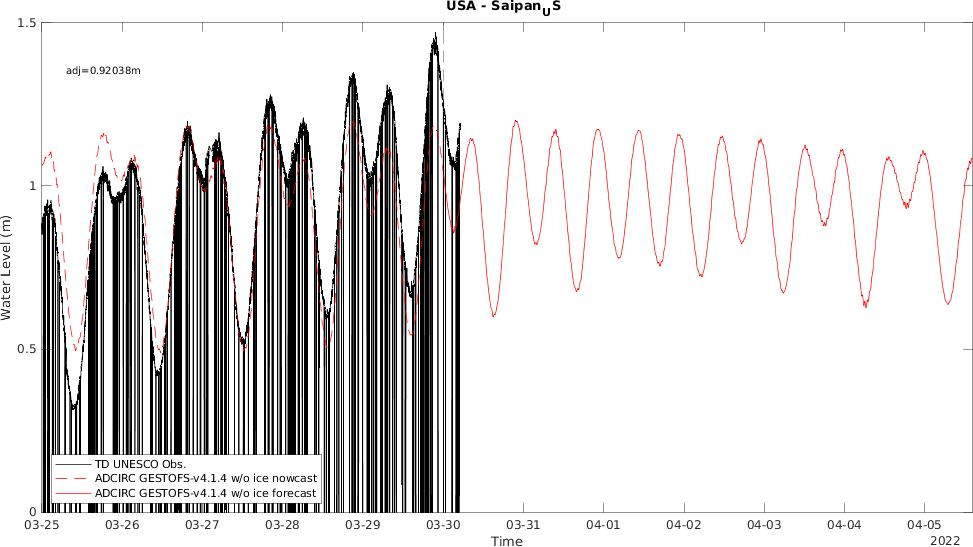 USA - Saipan_US
adj=0.92038m
Water Level (m)
1.5
1
0.5
0
TD UNESCO Obs.
ADCIRC GESTOFS-v4.1.4 w/o ice nowcast
ADCIRC GESTOFS-v4.1.4 w/o ice forecast
03-25 03-26 03-27 03-28 03-29 03-30 03-31 04-01 04-02 04-03 04-04 04-05
Time
2022